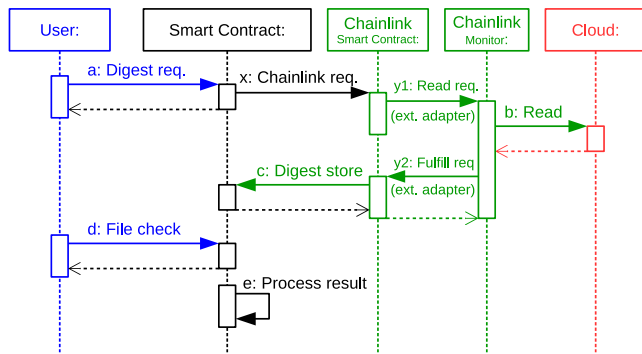 User:
Smart Contract:
Chainlink
Smart Contract:
Chainlink
Monitor:
Cloud:
a: Digest req.
x: Chainlink req.
y1: Read req.
(ext. adapter)
b: Read
y2: Fulfill req
(ext. adapter)
c: Digest store
d: File check
e: Process result